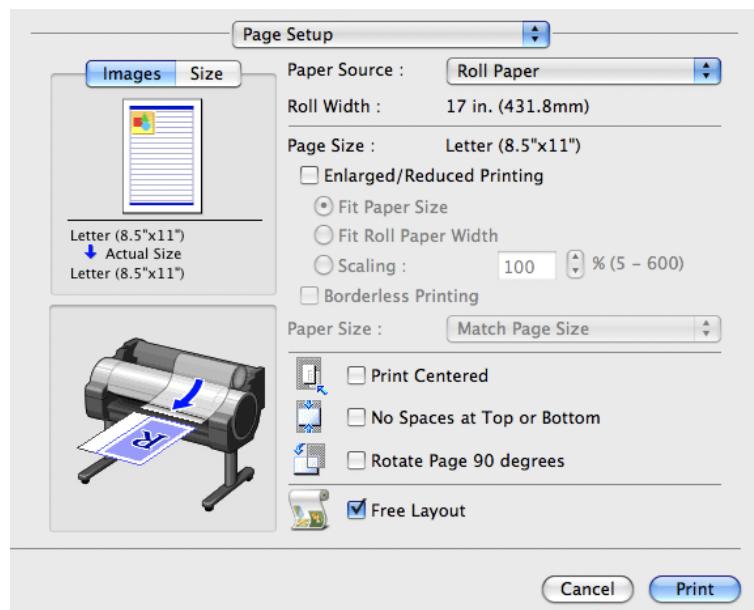 Page Setup
Images Size
Paper Source : Roll Paper
Roll Width : 17 in. (431.8mm)
Page Size : Letter (8.5"x11")
Enlarged/Reduced Printing
Fit Paper Size
Fit Roll Paper Width
Scaling : 100 % (5 – 600)
Borderless Printing
Paper Size : Match Page Size
Letter (8.5"x11")
Actual Size
Letter (8.5"x11")
R
Print Centered
No Spaces at Top or Bottom
Rotate Page 90 degrees
Free Layout
Cancel Print